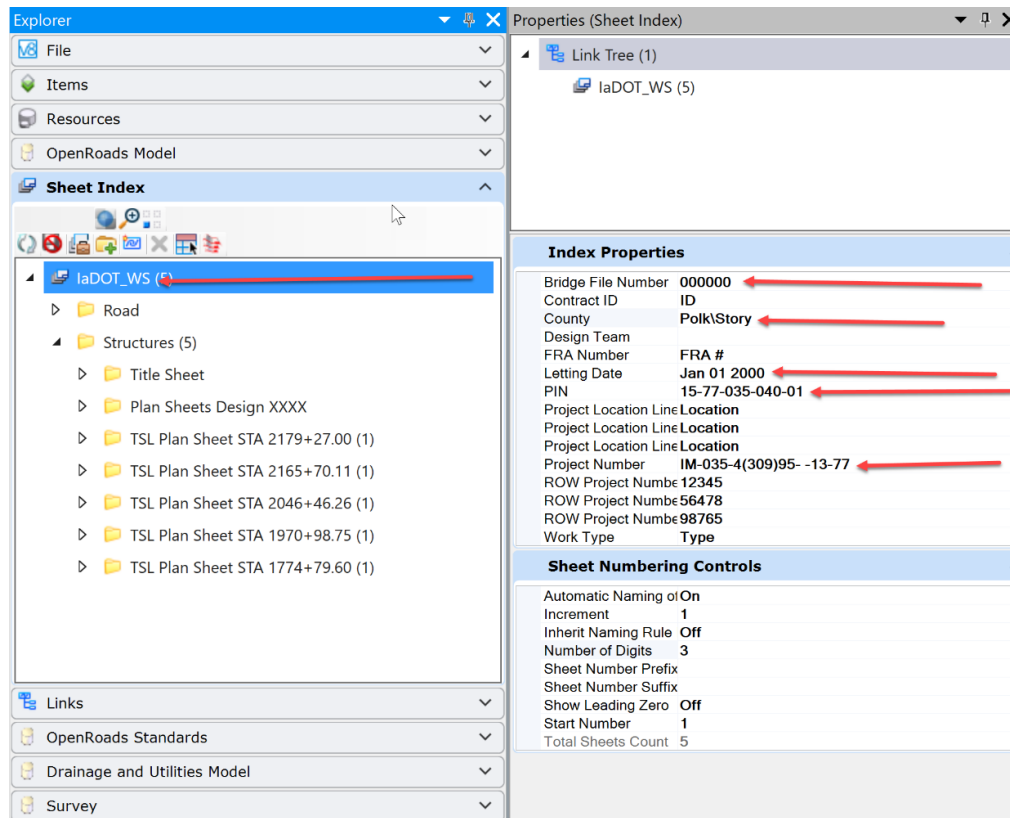 Explorer
File
Items
Resources
OpenRoads Model
Sheet Index
IaDOT_WS (5)
Road
Structures (5)
Title Sheet
Plan Sheets Design XXXX
TSL Plan Sheet STA 2179+27.00 (1)
TSL Plan Sheet STA 2165+70.11 (1)
TSL Plan Sheet STA 2046+46.26 (1)
TSL Plan Sheet STA 1970+98.75 (1)
TSL Plan Sheet STA 1774+79.60 (1)
Links
OpenRoads Standards
Drainage and Utilities Model
Survey
Properties (Sheet Index)
Link Tree (1)
IaDOT_WS (5)
Index Properties
Bridge File Number 000000
Contract ID ID
County Polk\Story
Design Team
FRA Number FRA #
Letting Date Jan 01 2000
PIN 15-77-035-040-01
Project Location Line Location
Project Location Line Location
Project Location Line Location
Project Number IM-035-4(309)95- -13-77
ROW Project Numbe 12345
ROW Project Numbe 56478
ROW Project Numbe 98765
Work Type Type
Sheet Numbering Controls
Automatic Naming of On
Increment 1
Inherit Naming Rule Off
Number of Digits 3
Sheet Number Prefix
Sheet Number Suffix
Show Leading Zero Off
Start Number 1
Total Sheets Count 5